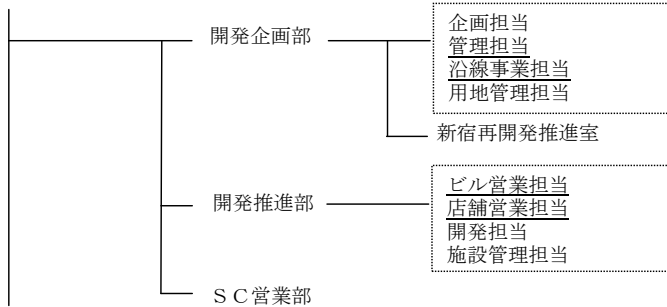 開発企画部
企画担当
管理担当
沿線事業担当
用地管理担当
新宿再開発推進室
開発推進部
ビル営業担当
店舗営業担当
開発担当
施設管理担当
ＳＣ営業部